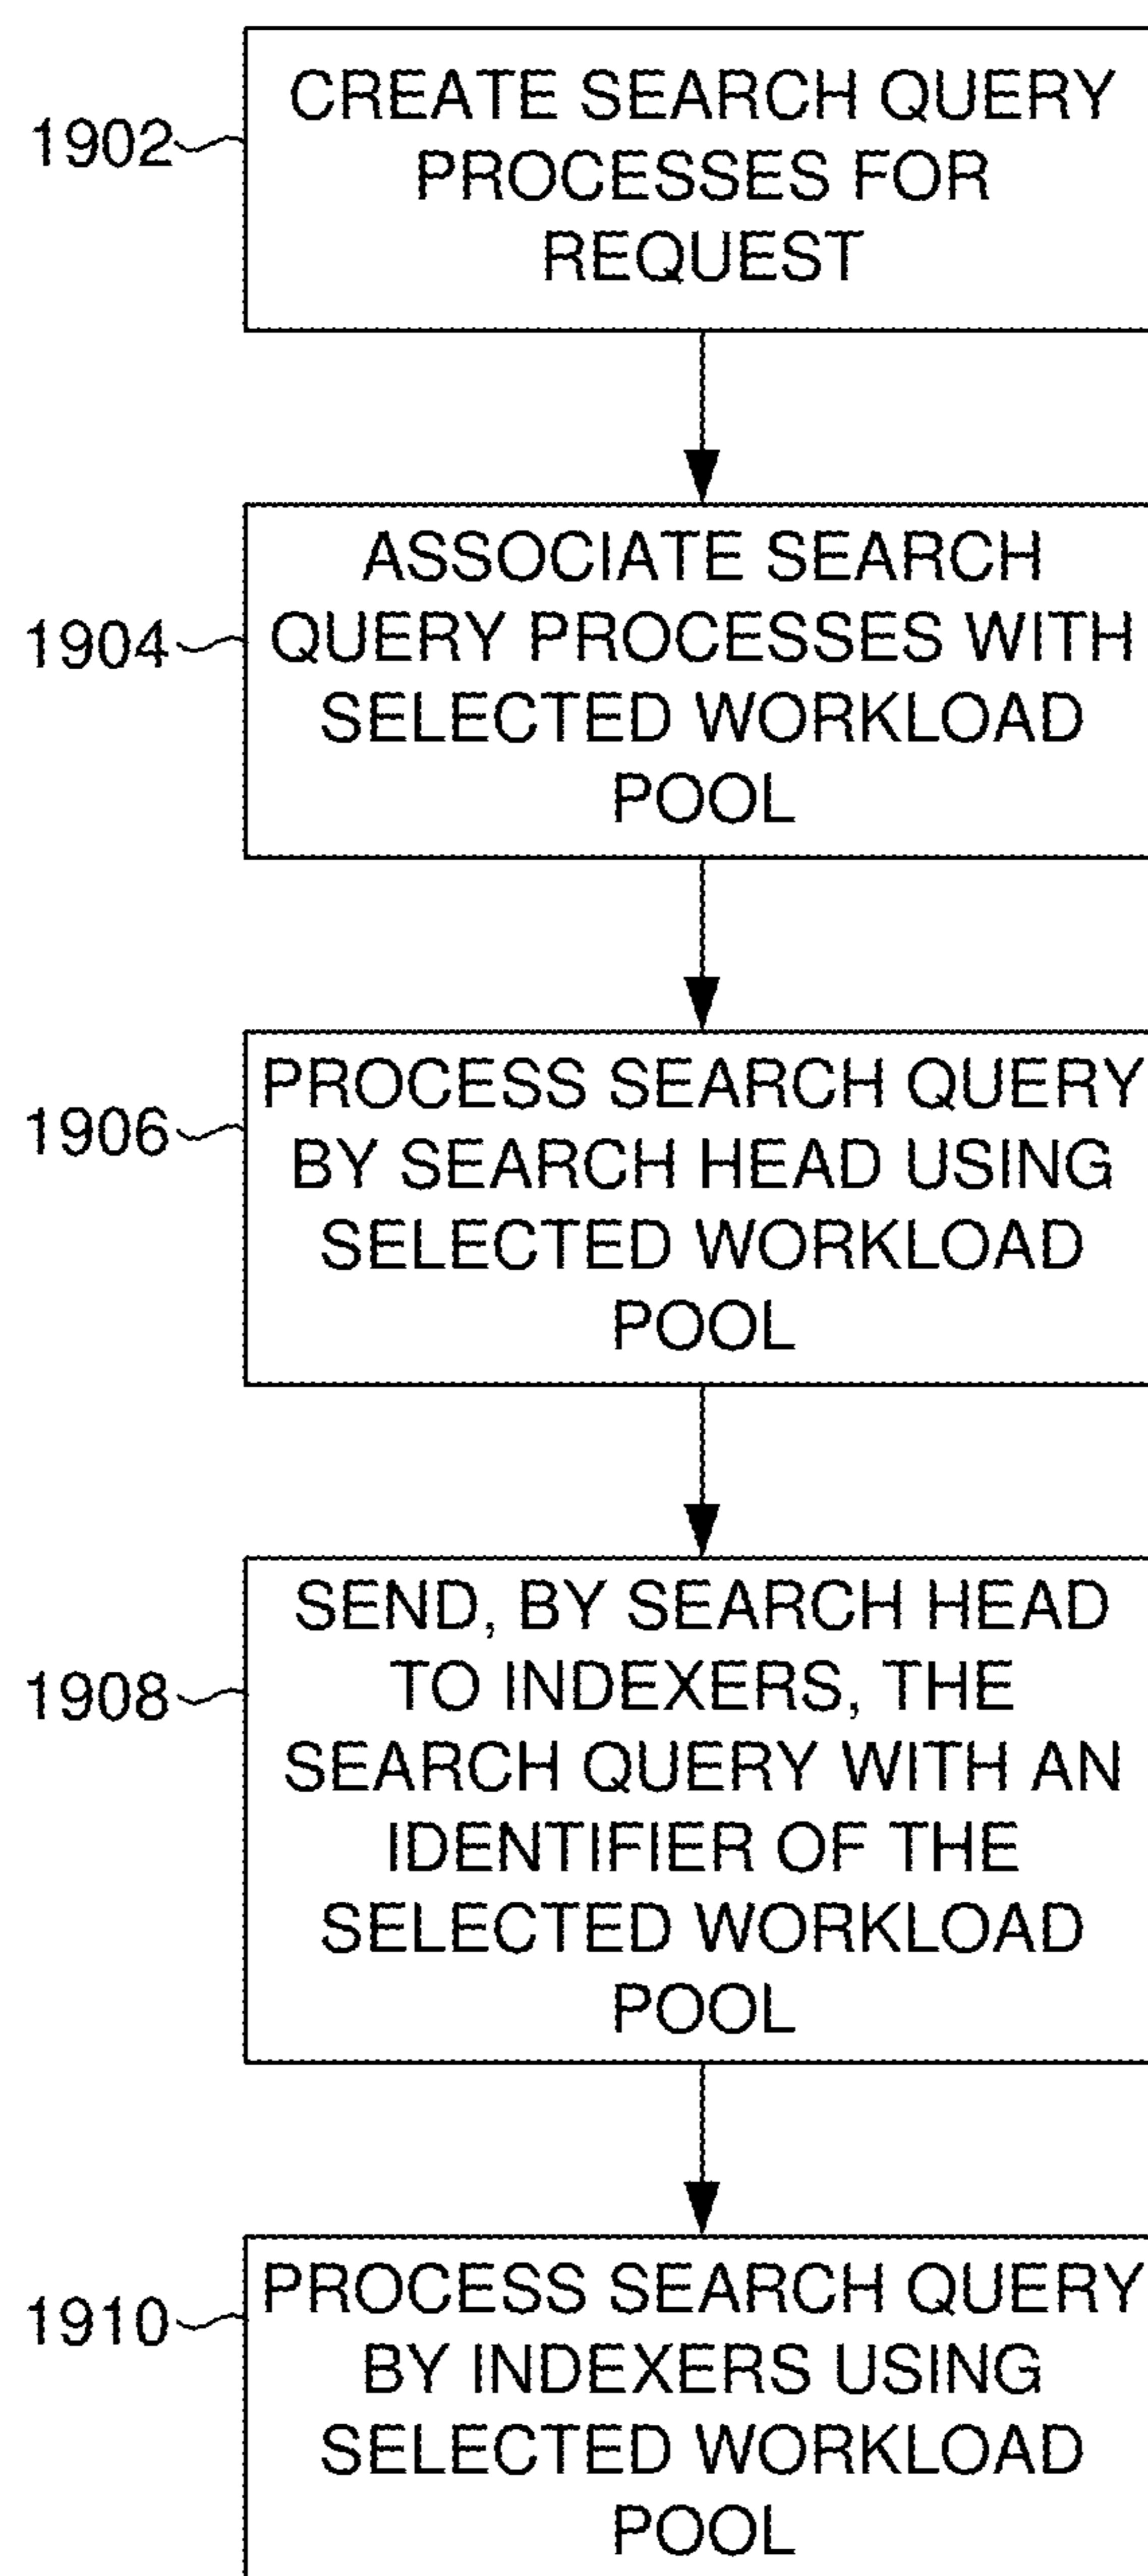 1902
CREATE SEARCH QUERY
PROCESSES FOR
REQUEST
1904
ASSOCIATE SEARCH
QUERY PROCESSES WITH
SELECTED WORKLOAD
POOL
1906
PROCESS SEARCH QUERY
BY SEARCH HEAD USING
SELECTED WORKLOAD
POOL
1908
SEND, BY SEARCH HEAD
TO INDEXERS, THE
SEARCH QUERY WITH AN
IDENTIFIER OF THE
SELECTED WORKLOAD
POOL
1910
PROCESS SEARCH QUERY
BY INDEXERS USING
SELECTED WORKLOAD
POOL